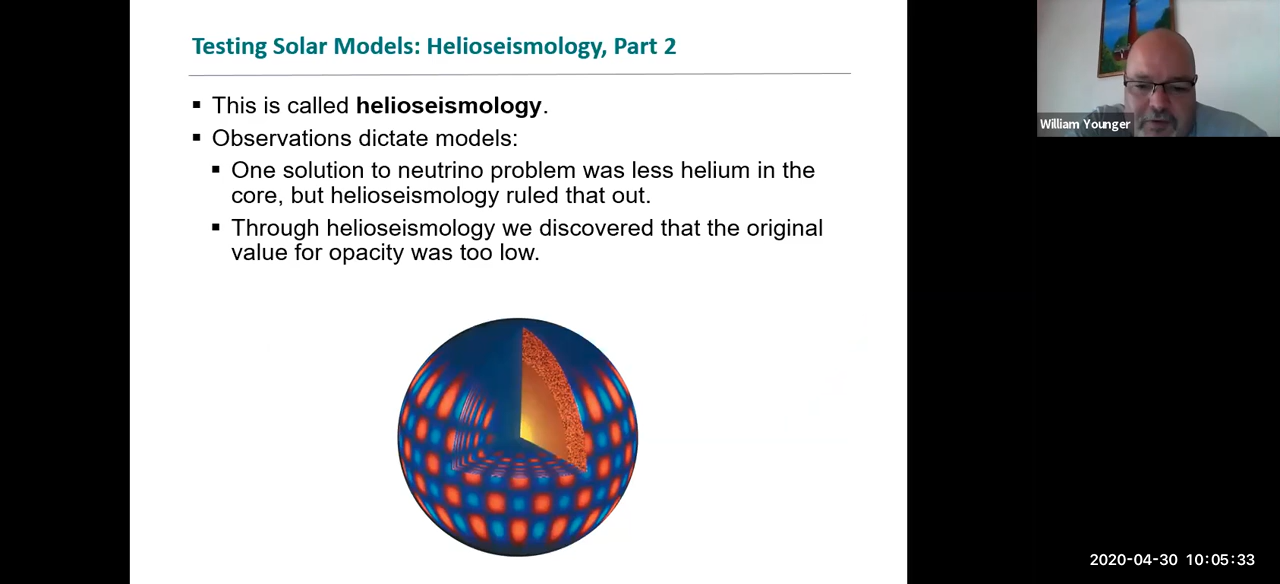 Testing Solar Models: Helioseismology, Part 2
▪ This is called helioseismology.
▪ Observations dictate models:
▪ One solution to neutrino problem was less helium in the
core, but helioseismology ruled that out.
▪ Through helioseismology we discovered that the original
value for opacity was too low.
William Younger
2020-04-30 10:05:33